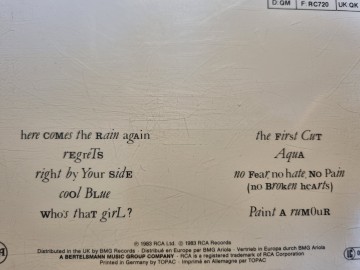 D: QM F: RC720 UK: QK
here comes the Rain again
regrets
right by Your side
cool Blue
Who's that girl?
the First Cut
Aqua
no Fear, no hate, No Pain
(no Broken hearts)
Paint a rumour
℗ 1983 RCA Ltd. © 1983 RCA Records
Distributed in the UK by BMG Records · Distribué en Europe par BMG Ariola · Vertrieb in Europa durch BMG Ariola
A BERTELSMANN MUSIC GROUP COMPANY · RCA is a registered trademark of RCA Corporation
Printed in Germany by TOPAC · Imprimé en Allemagne par TOPAC